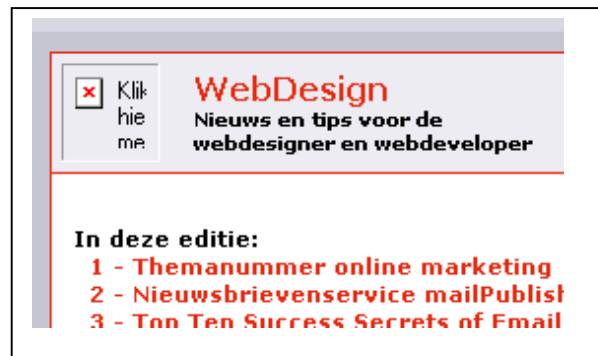 Klik
hie
me
WebDesign
Nieuws en tips voor de
webdesigner en webdeveloper
In deze editie:
1 - Themanummer online marketing
2 - Nieuwsbrievenservice mailPublish
3 - Top Ten Success Secrets of Email